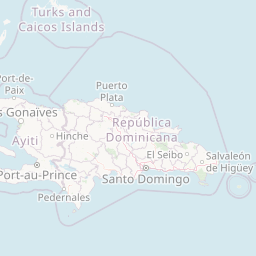 Turks and
Caicos Islands
Port-de-
Paix
Puerto
Plata
s Gonaïves
República
Dominicana
Hinche
Ayiti
El Seibo
Salvaleón
de Higüey
Port-au-Prince
Santo Domingo
Pedernales